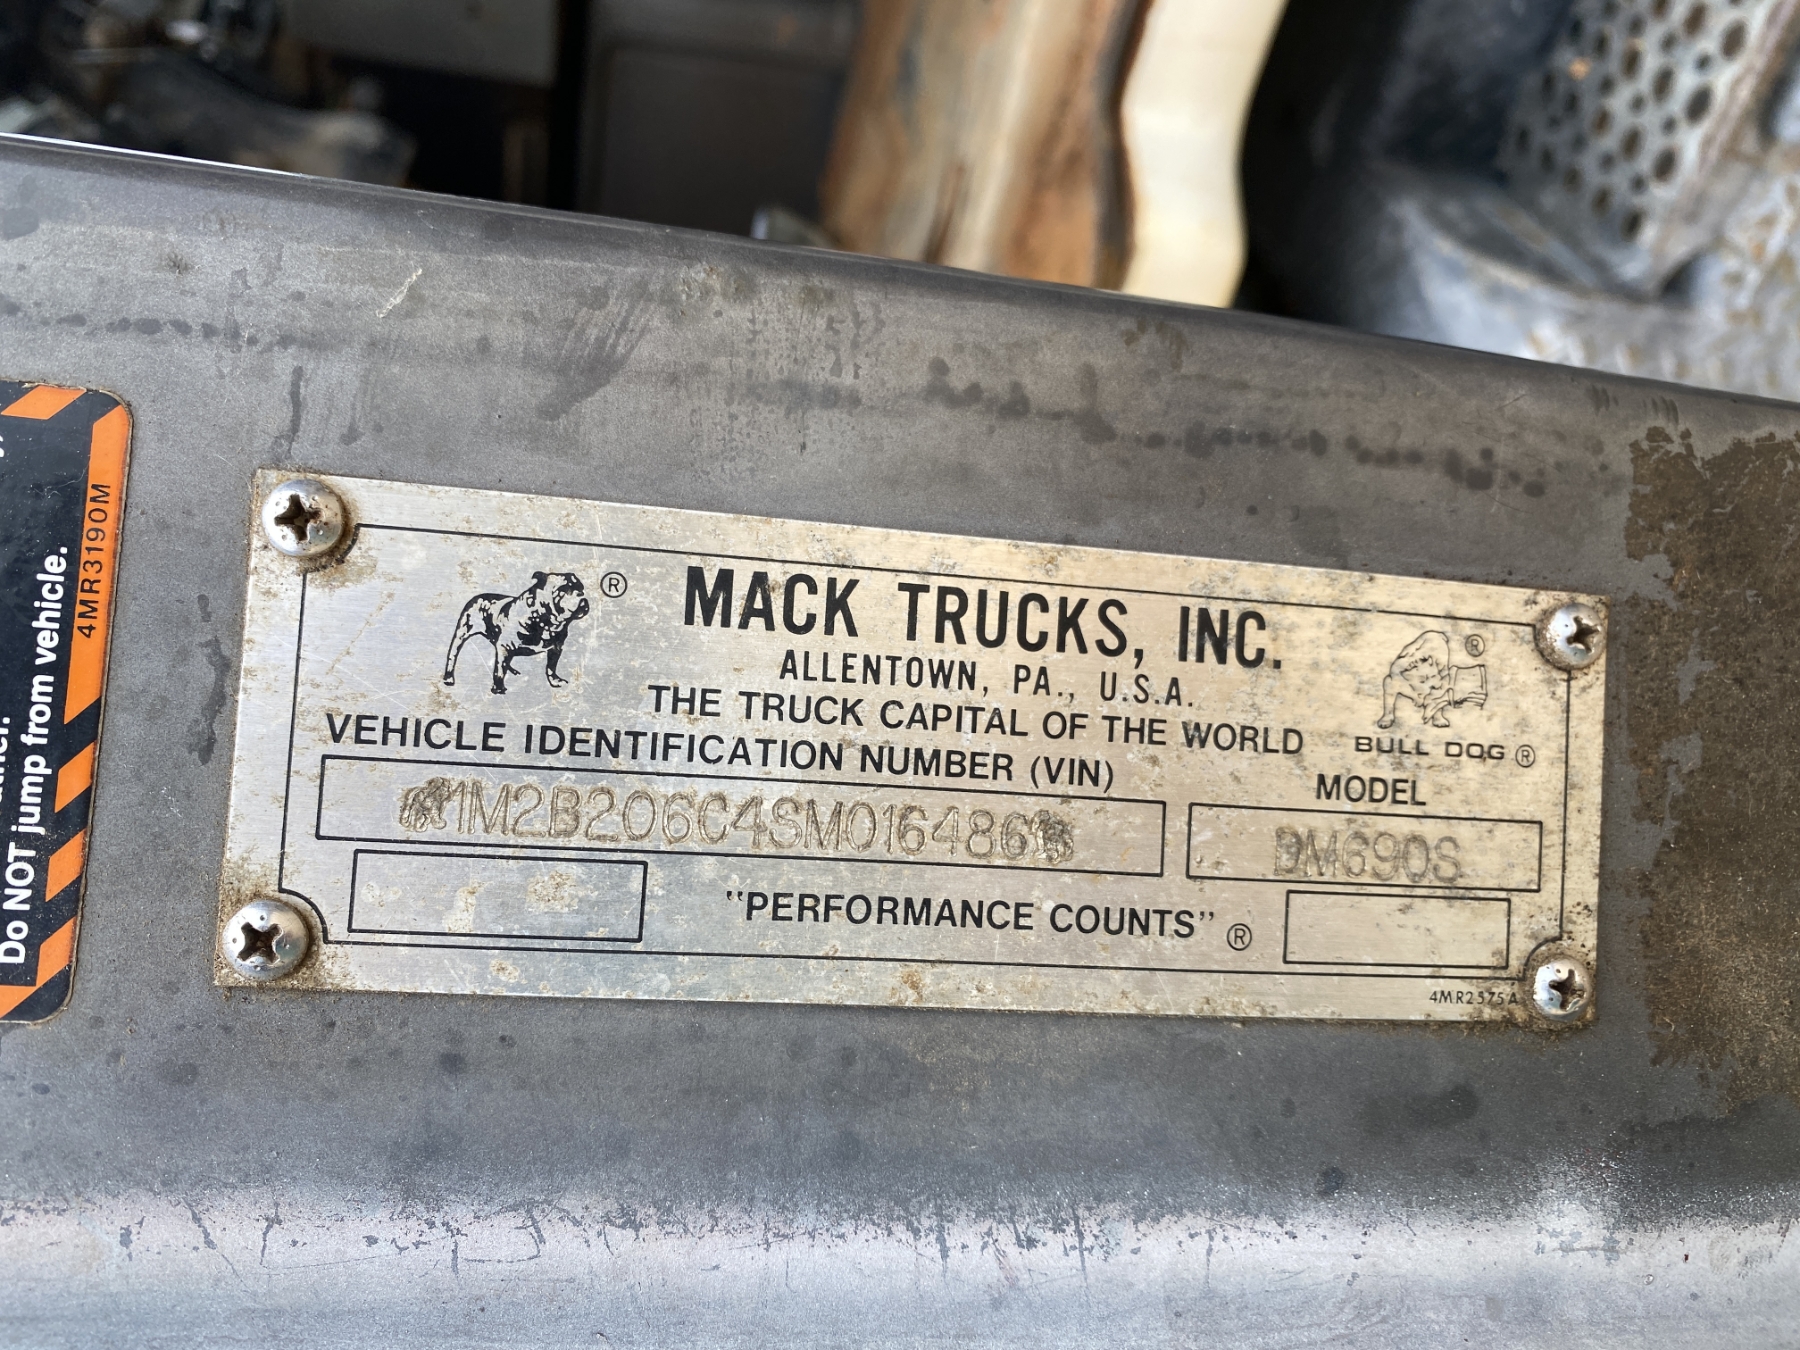 MACK TRUCKS, INC.
ALLENTOWN, PA., U.S.A.
THE TRUCK CAPITAL OF THE WORLD
®
®
BULL DOG ®
VEHICLE IDENTIFICATION NUMBER (VIN)
MODEL
1M2B206C4SM016486
DM690S
"PERFORMANCE COUNTS" ®
4MR2575A
Do NOT jump from vehicle.
4MR3190M